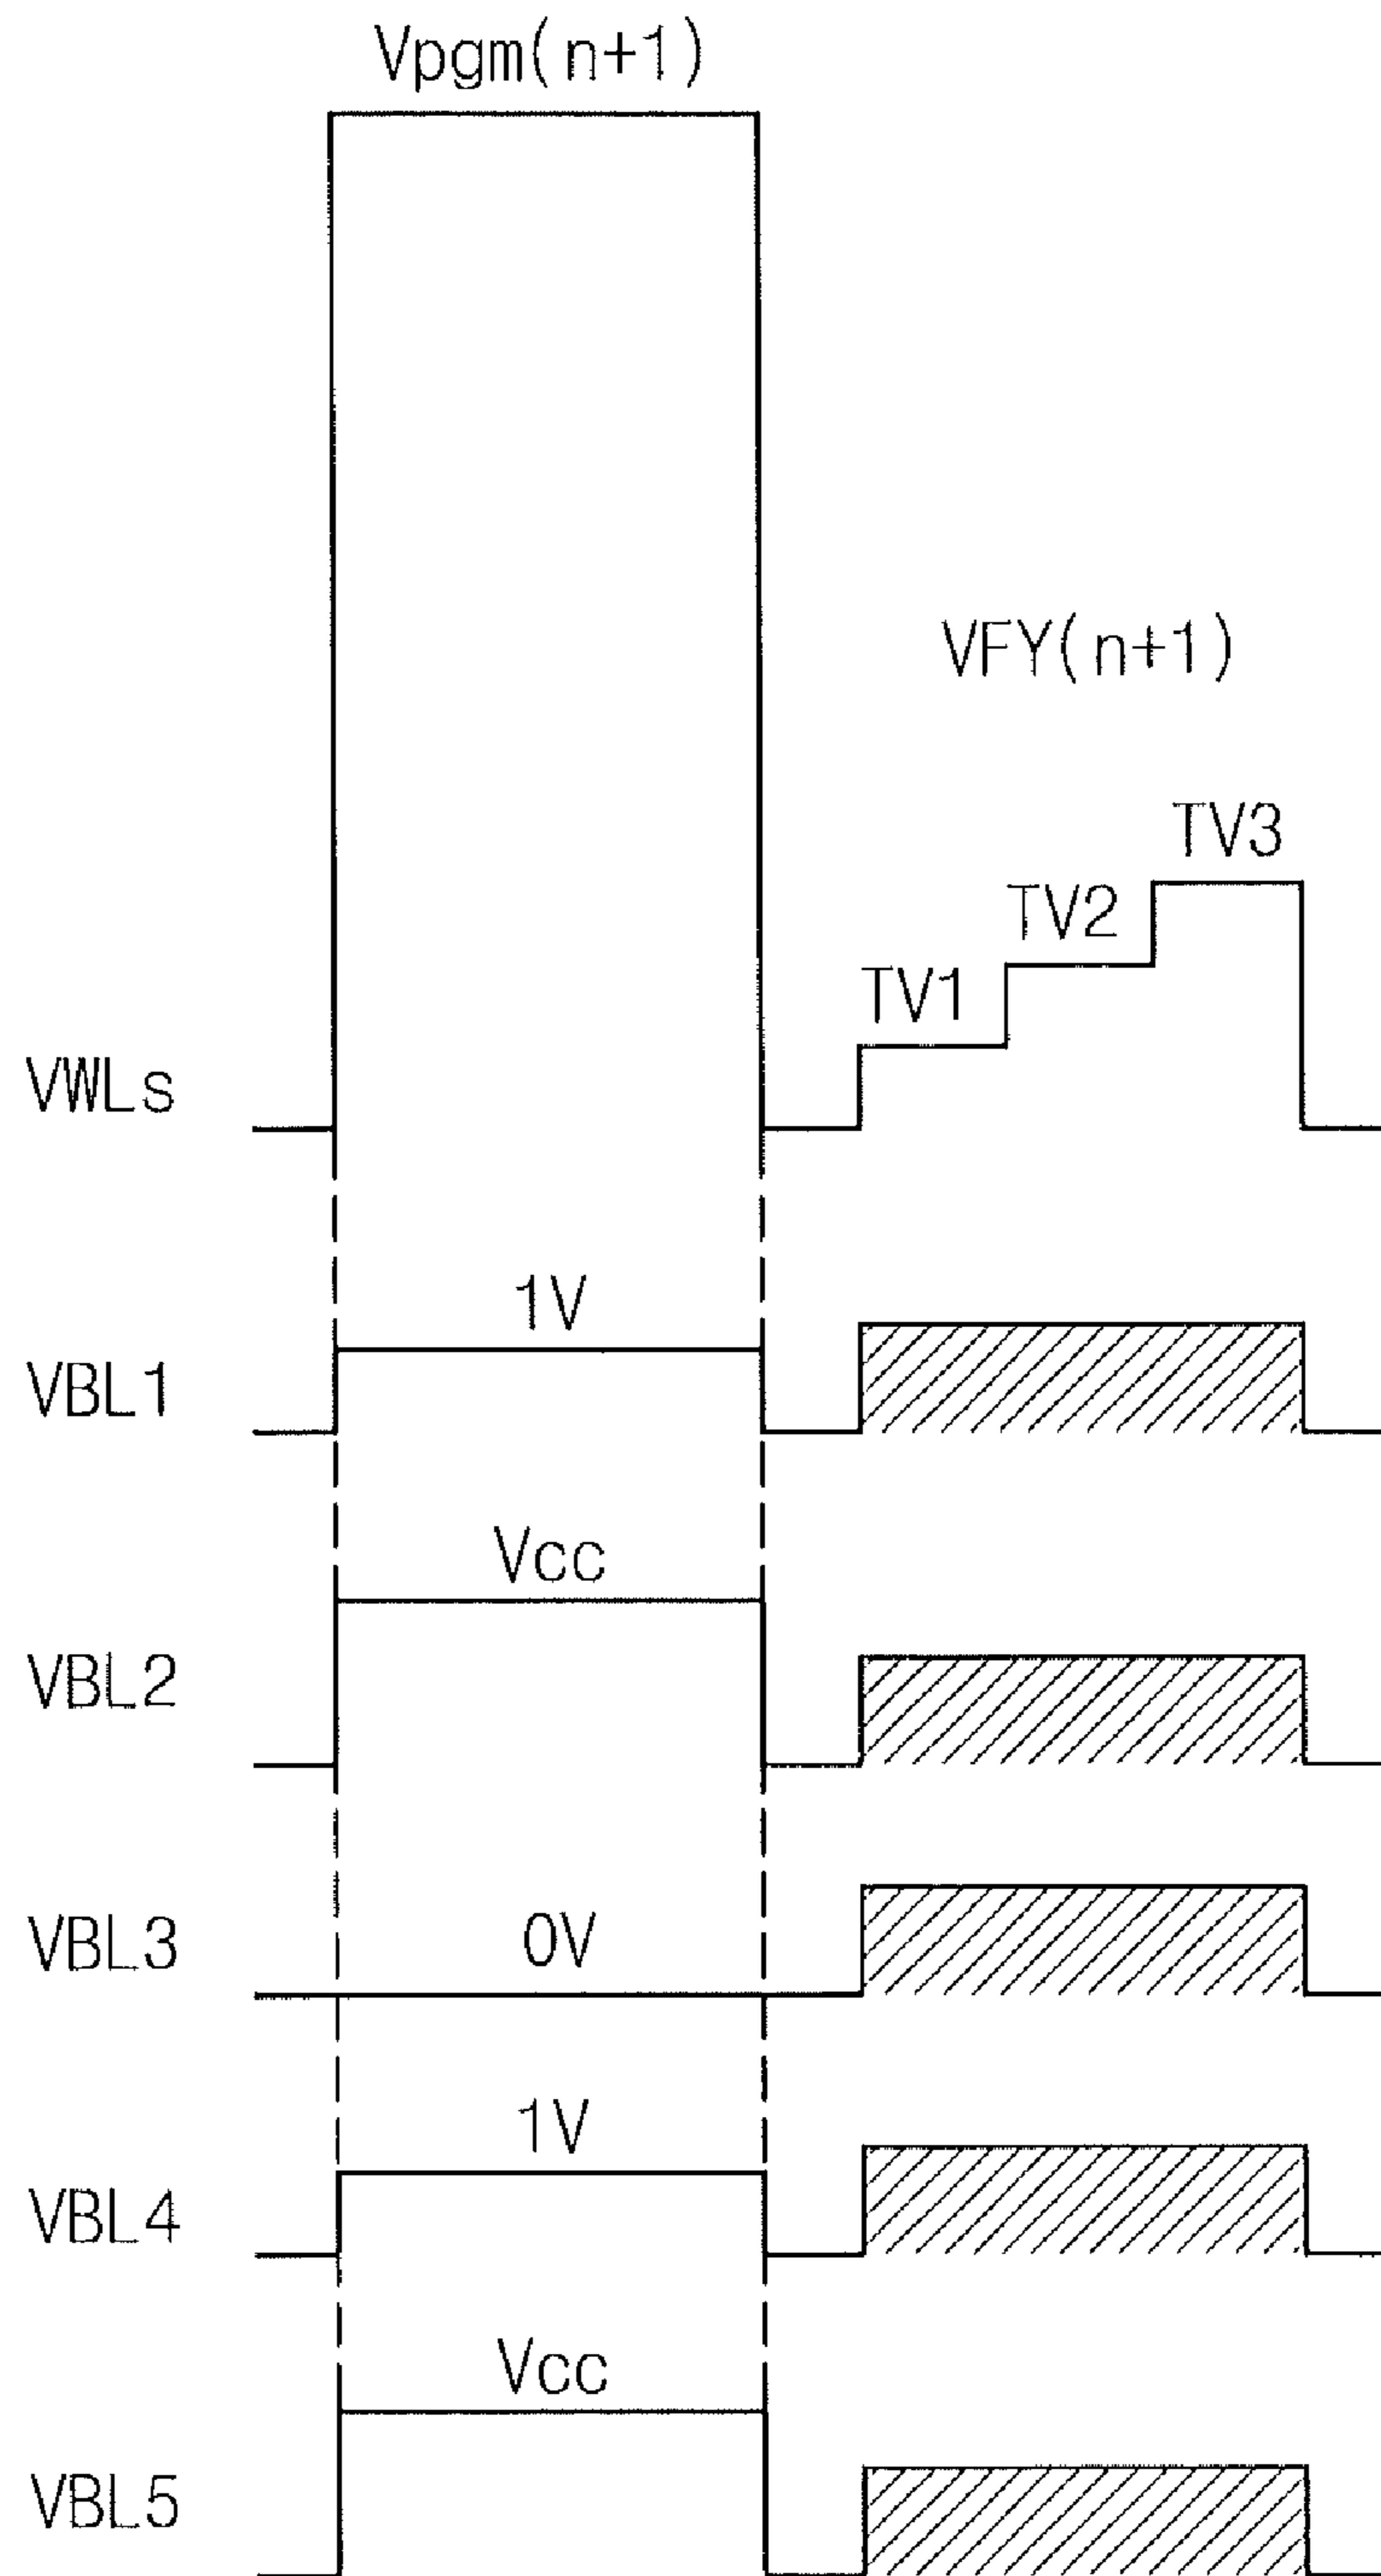 Vpgm(n+1)
VFY(n+1)
TV3
TV2
TV1
VWLs
1V
VBL1
Vcc
VBL2
0V
VBL3
1V
VBL4
Vcc
VBL5